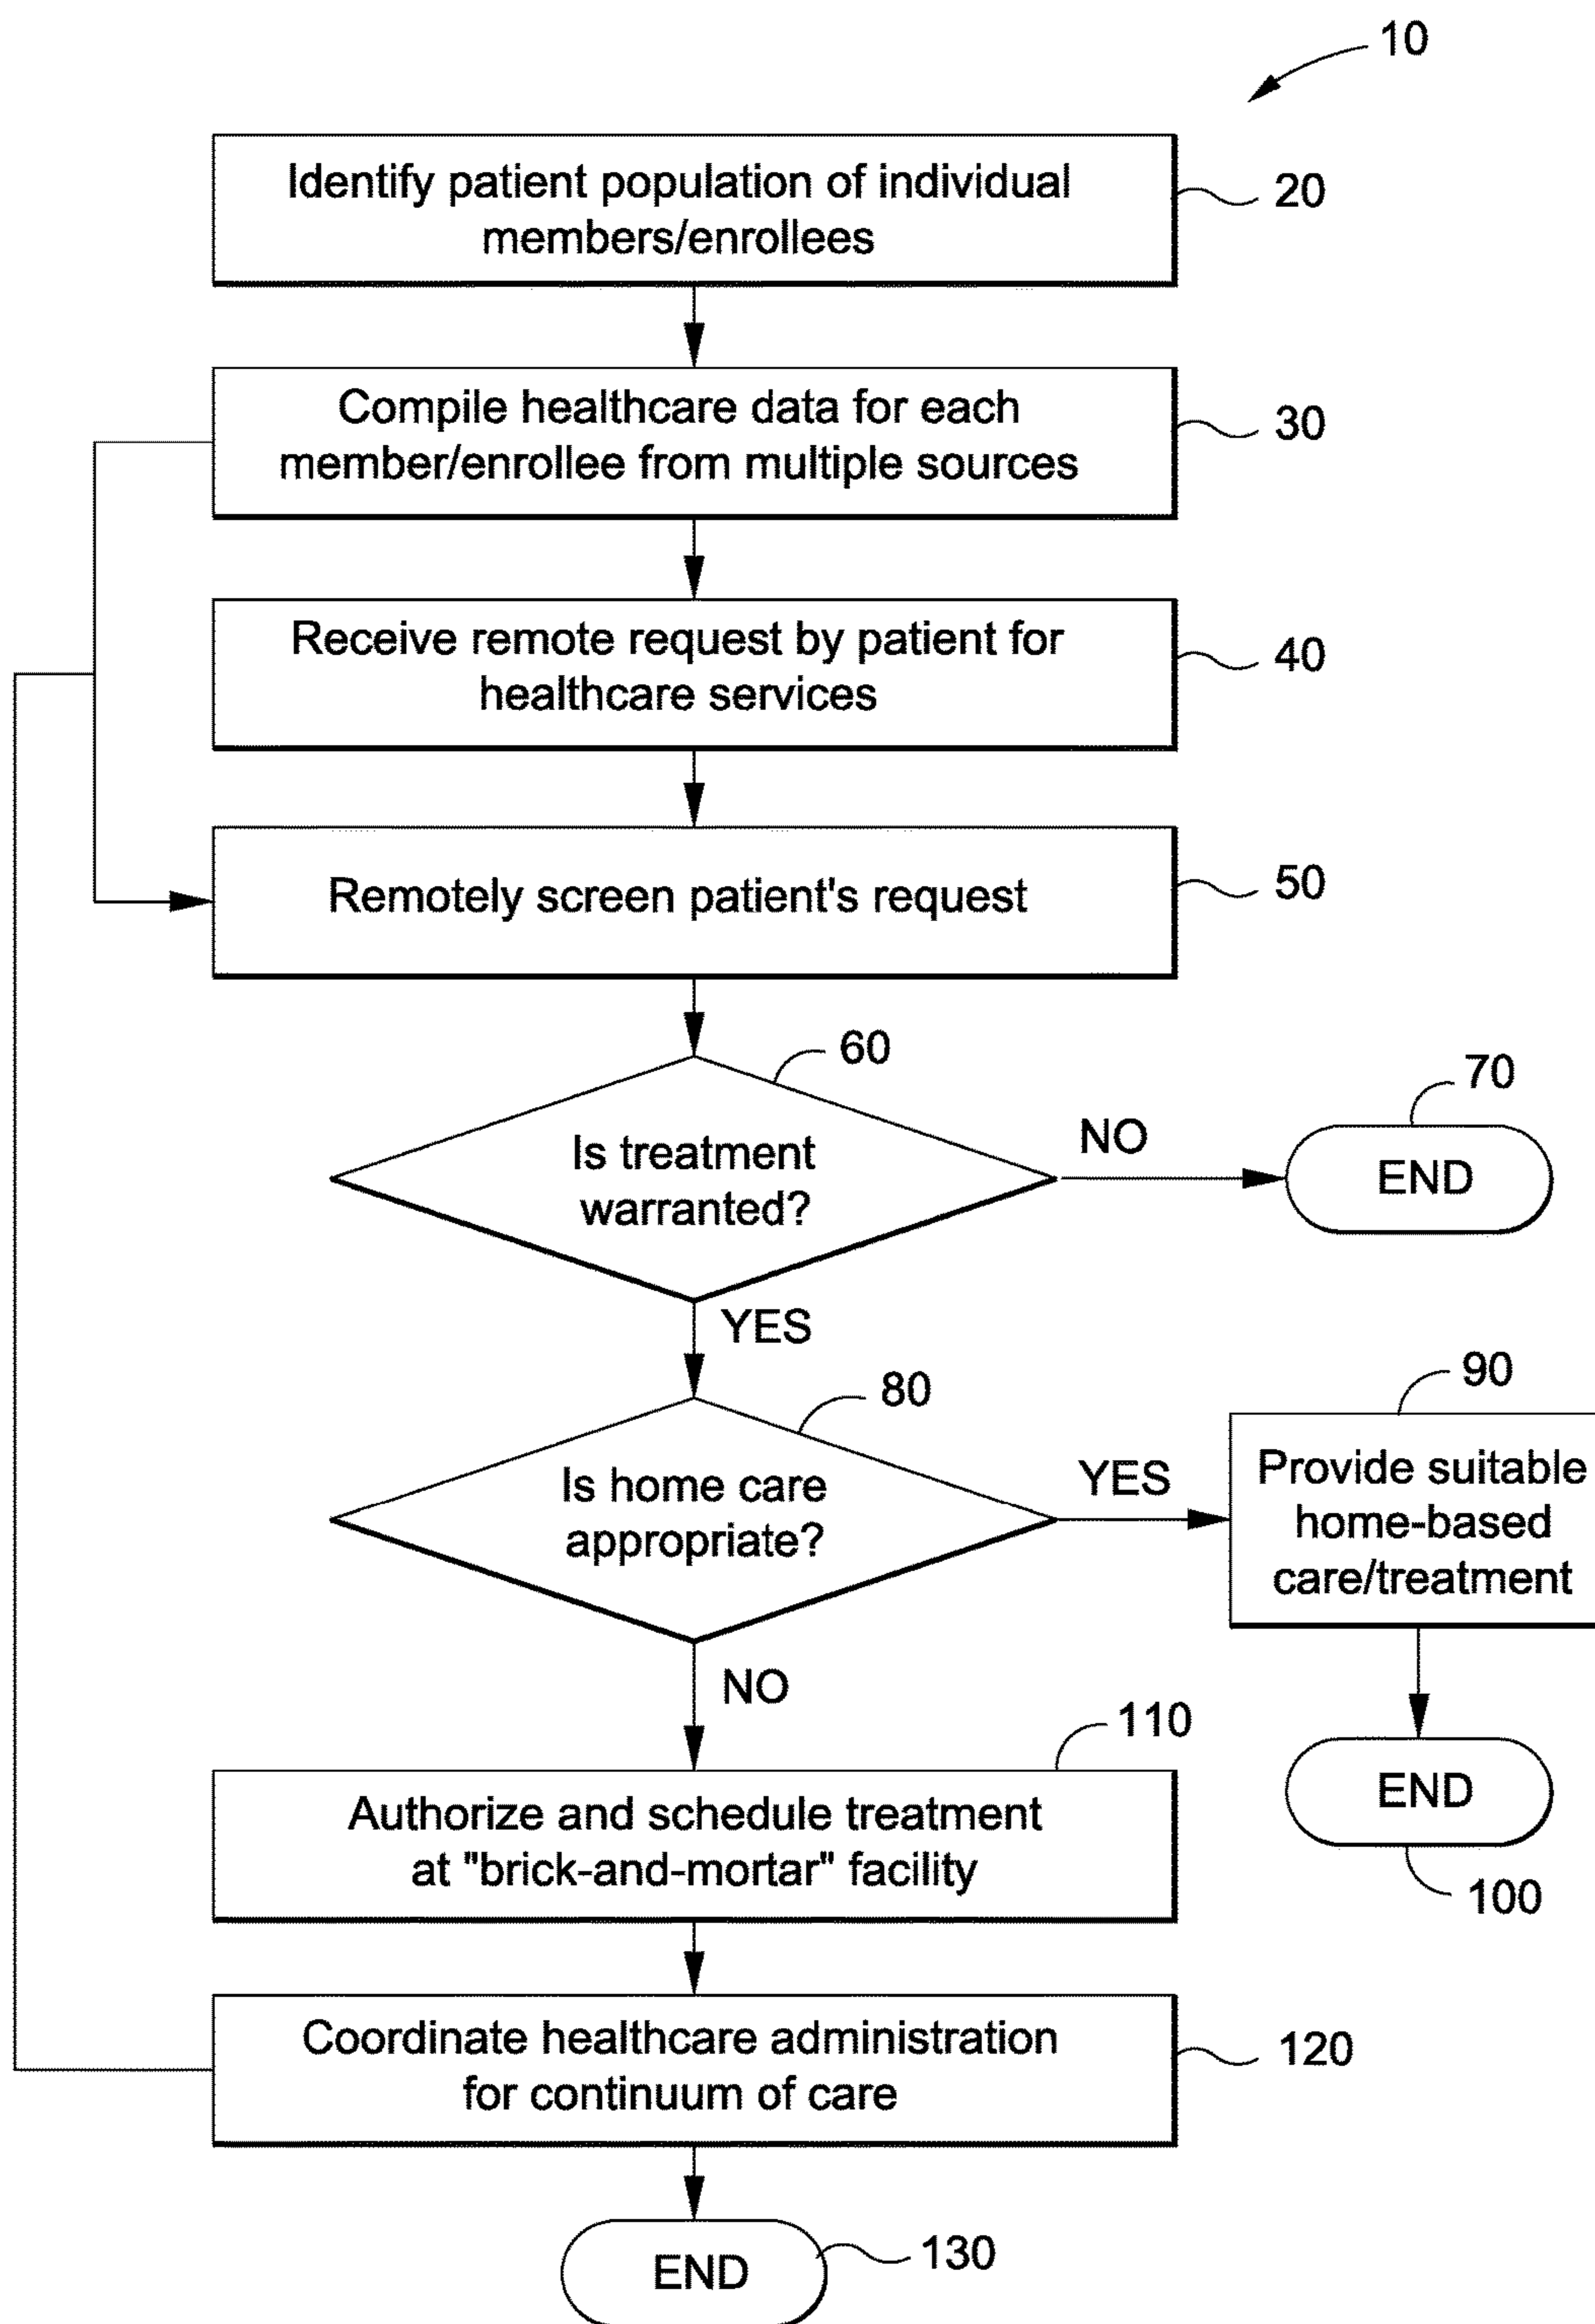 10
Identify patient population of individual
members/enrollees
20
Compile healthcare data for each
member/enrollee from multiple sources
30
Receive remote request by patient for
healthcare services
40
Remotely screen patient's request
50
60
Is treatment
warranted?
NO
70
END
YES
80
Is home care
appropriate?
YES
90
Provide suitable
home-based
care/treatment
END
100
NO
110
Authorize and schedule treatment
at "brick-and-mortar" facility
Coordinate healthcare administration
for continuum of care
120
END
130